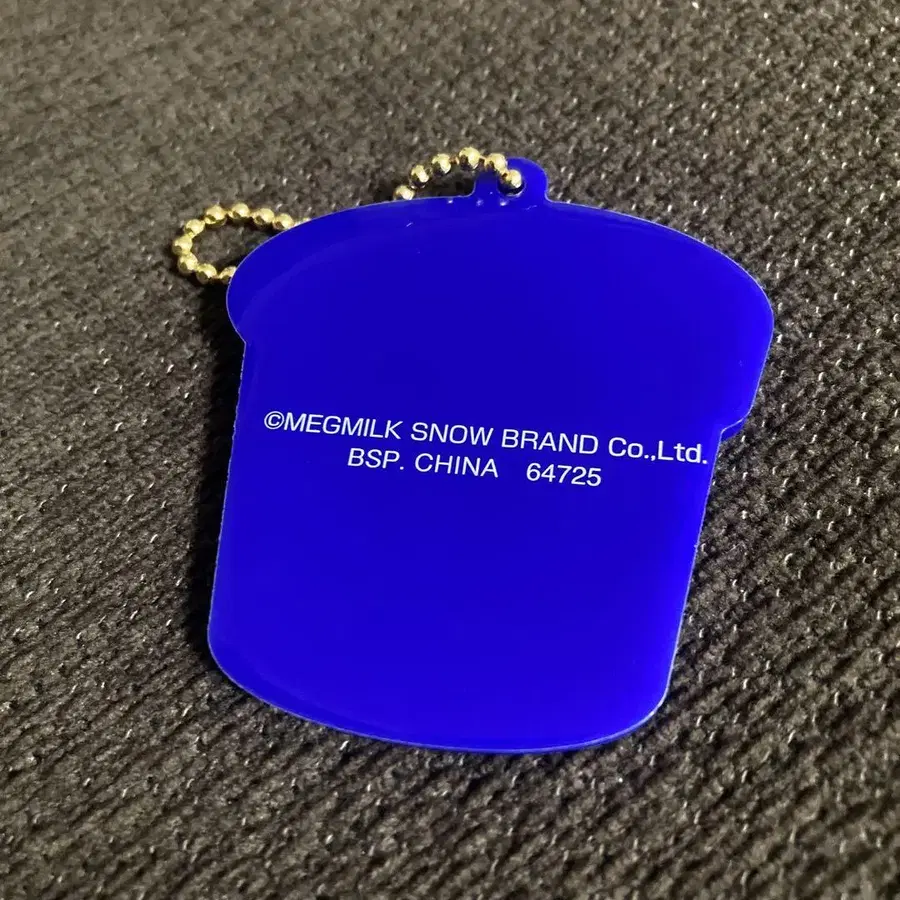 ©MEGMILK SNOW BRAND Co.,Ltd.
BSP. CHINA 64725